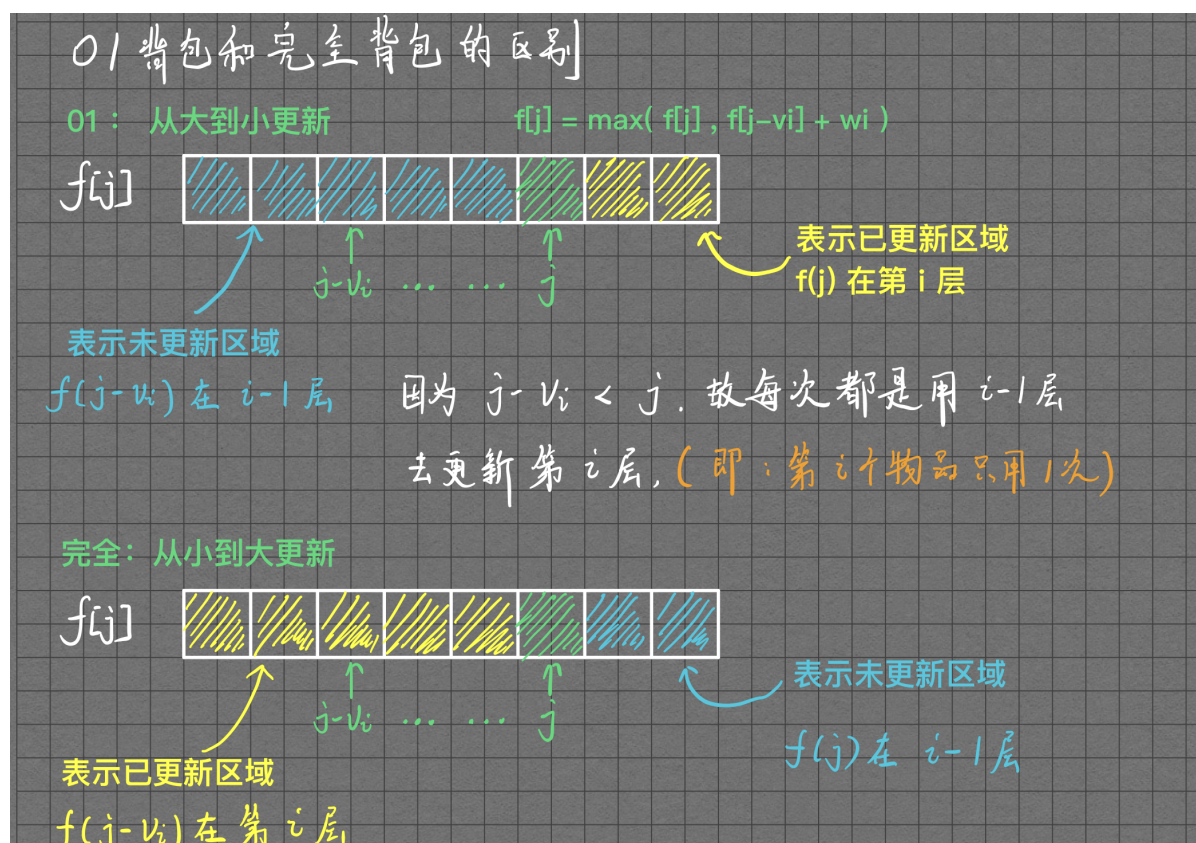 01背包和完全背包的区别
01： 从大到小更新 f[j] = max( f[j] , f[j-vi] + wi )
f[j]
j-vi ... ... j
表示已更新区域
f(j) 在第 i 层
表示未更新区域
f(j-vi) 在 i-1 层
因为 j-vi < j. 故每次都是用 i-1层
去更新第i层, (即：第i个物品只用1次)
完全：从小到大更新
f[j]
j-vi ... ... j
表示未更新区域
f(j)在 i-1层
表示已更新区域
f(j-vi)在第i层